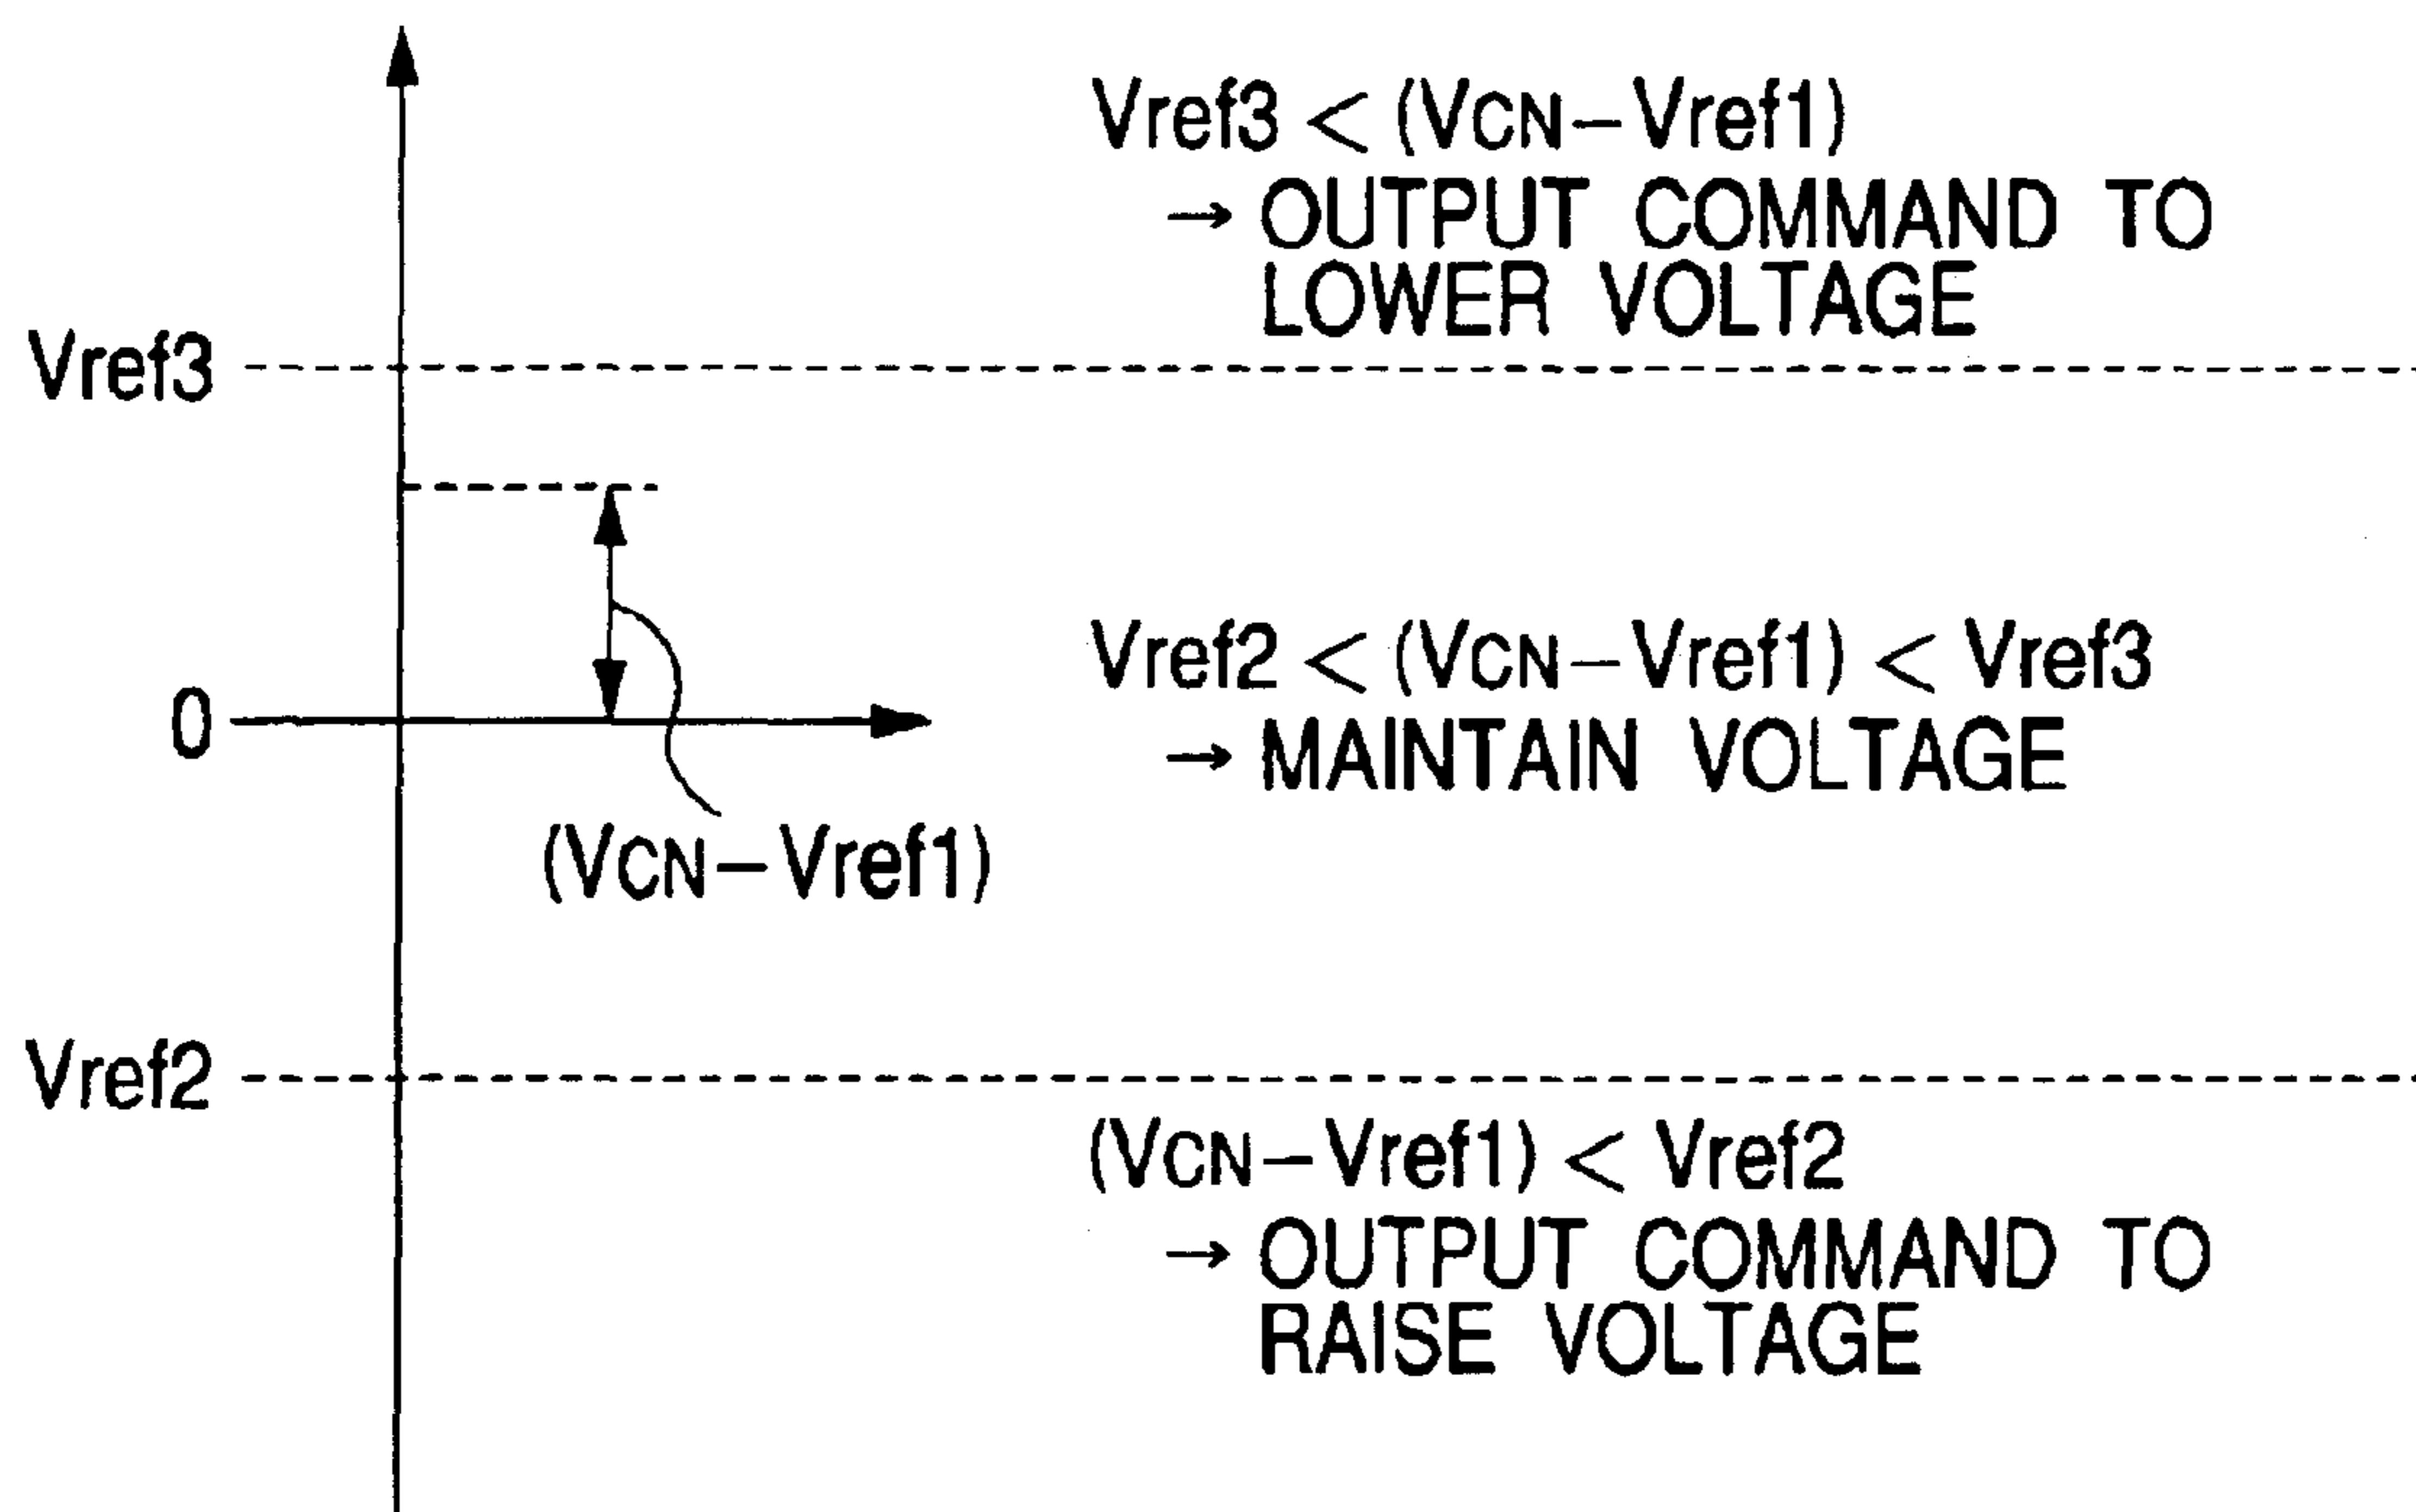 Vref3 < (VCN−Vref1)
→ OUTPUT COMMAND TO
LOWER VOLTAGE
Vref3
Vref2 < (VCN−Vref1) < Vref3
→ MAINTAIN VOLTAGE
0
(VCN−Vref1)
Vref2
(VCN−Vref1) < Vref2
→ OUTPUT COMMAND TO
RAISE VOLTAGE